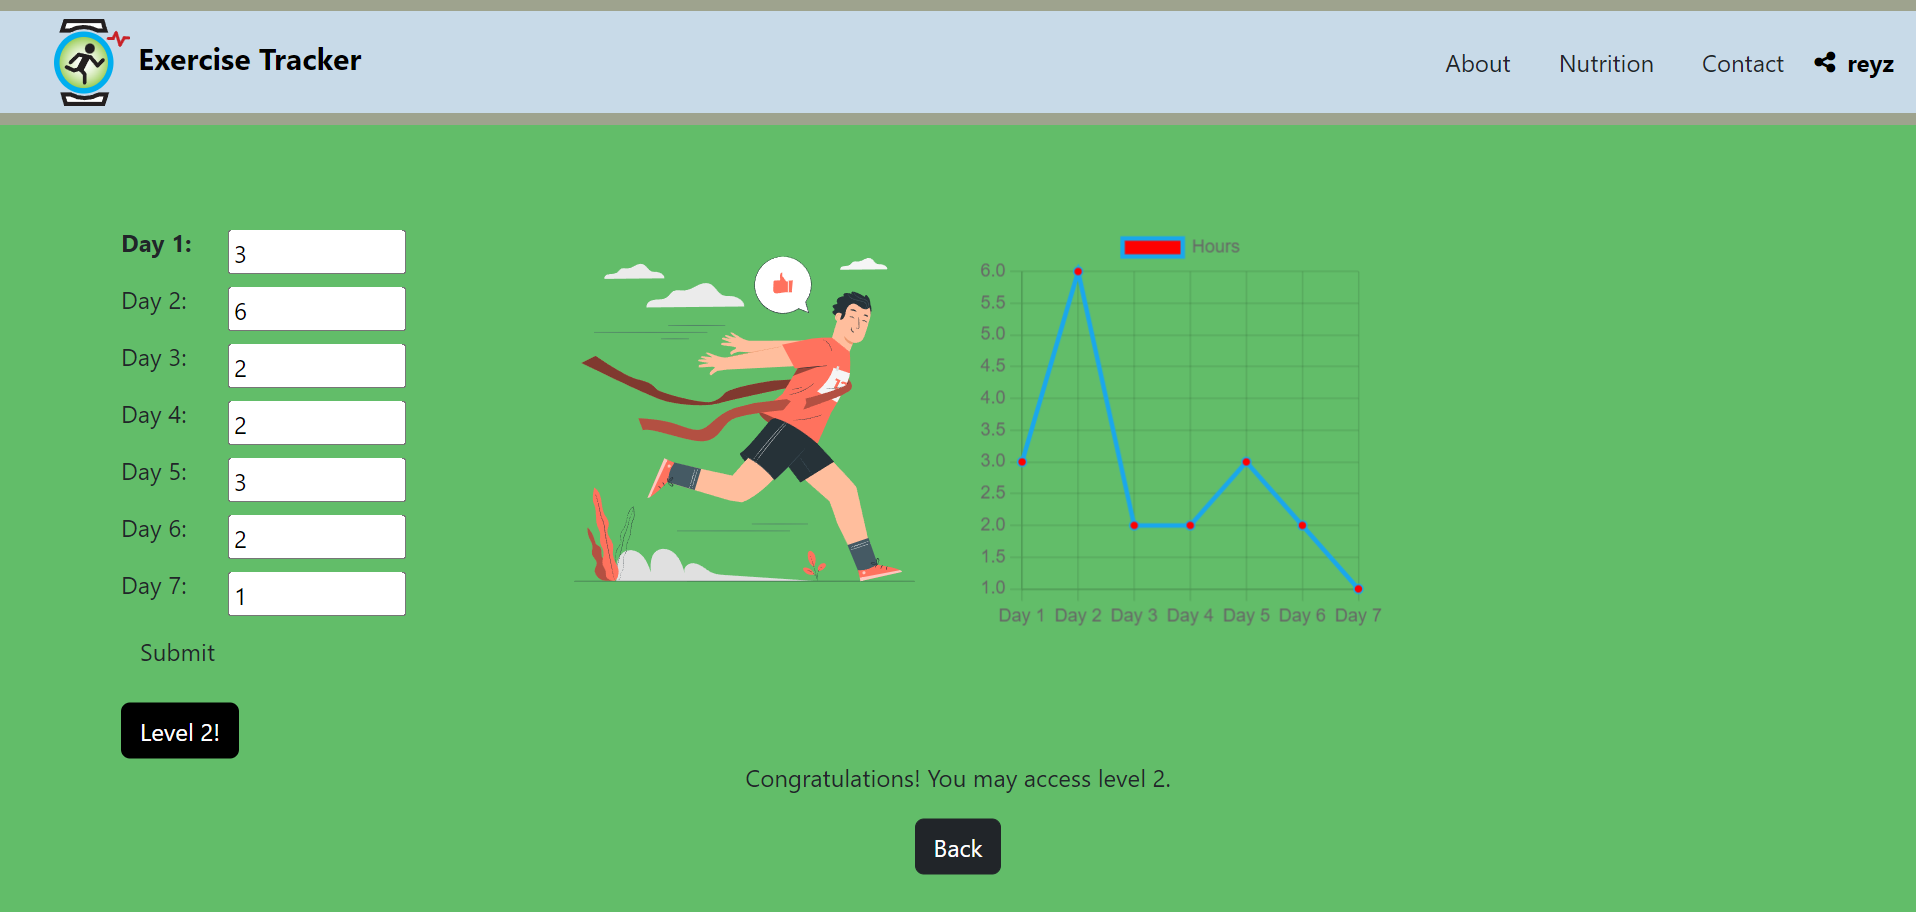 Exercise Tracker
About Nutrition Contact reyz
Day 1: 3
Day 2: 6
Day 3: 2
Day 4: 2
Day 5: 3
Day 6: 2
Day 7: 1
Submit
Level 2!
Hours
6.0
5.5
5.0
4.5
4.0
3.5
3.0
2.5
2.0
1.5
1.0
Day 1 Day 2 Day 3 Day 4 Day 5 Day 6 Day 7
Congratulations! You may access level 2.
Back